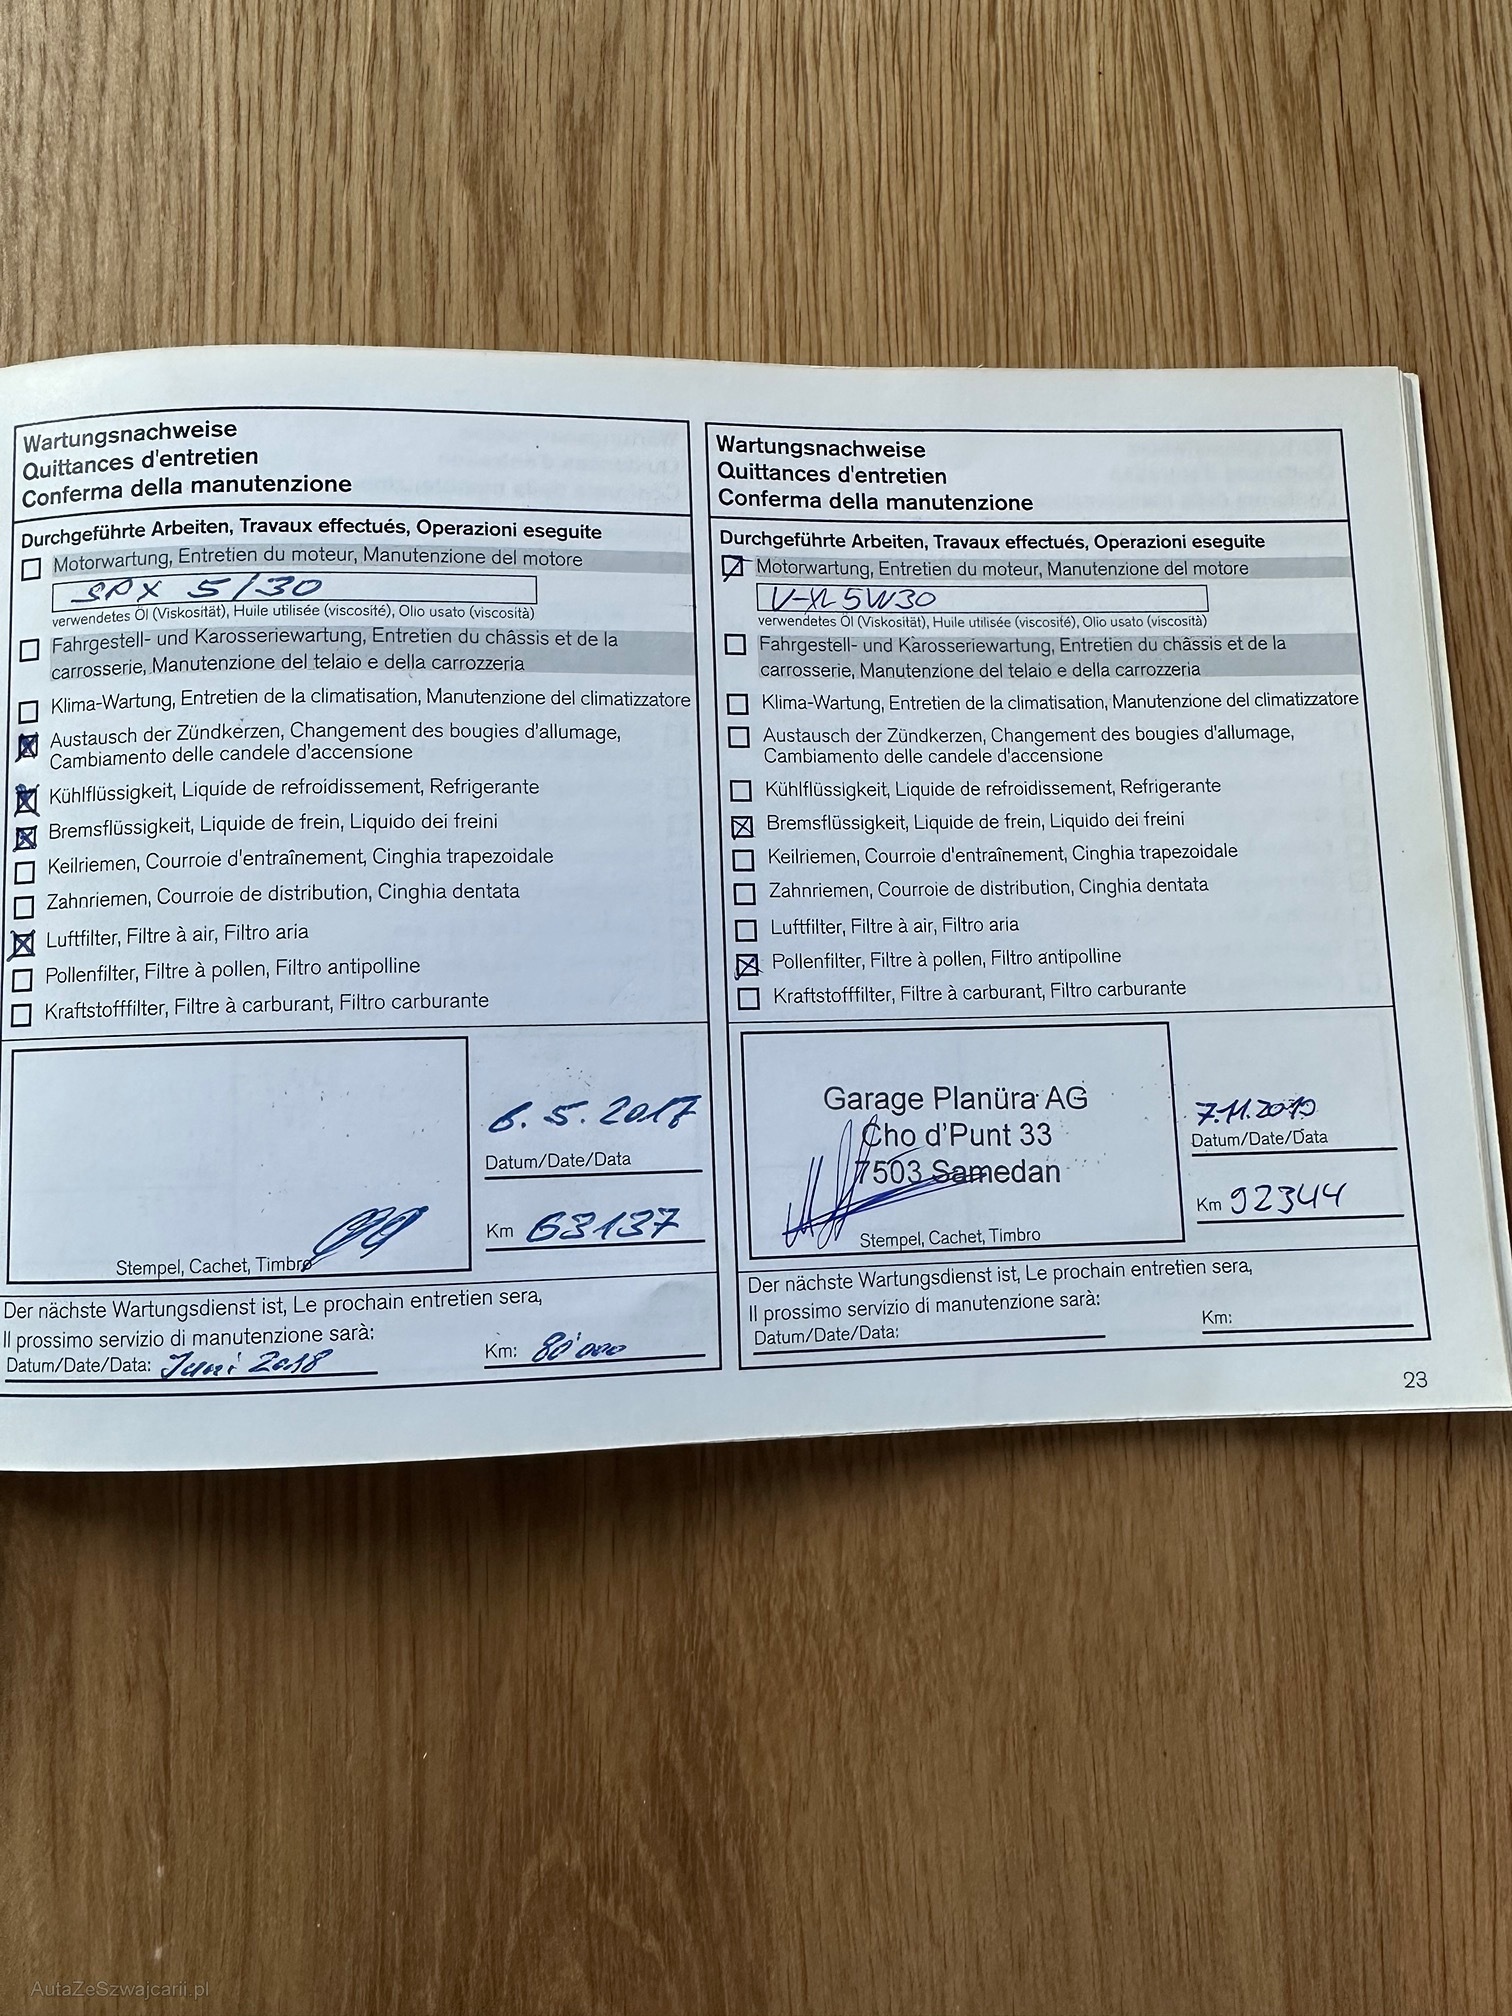 Wartungsnachweise
Quittances d'entretien
Conferma della manutenzione
Durchgeführte Arbeiten, Travaux effectués, Operazioni eseguite
Motorwartung, Entretien du moteur, Manutenzione del motore
SPX 5/30
verwendetes Öl (Viskosität), Huile utilisée (viscosité), Olio usato (viscosità)
Fahrgestell- und Karosseriewartung, Entretien du châssis et de la
carrosserie, Manutenzione del telaio e della carrozzeria
Klima-Wartung, Entretien de la climatisation, Manutenzione del climatizzatore
Austausch der Zündkerzen, Changement des bougies d'allumage,
Cambiamento delle candele d'accensione
Kühlflüssigkeit, Liquide de refroidissement, Refrigerante
Bremsflüssigkeit, Liquide de frein, Liquido dei freini
Keilriemen, Courroie d'entraînement, Cinghia trapezoidale
Zahnriemen, Courroie de distribution, Cinghia dentata
Luftfilter, Filtre à air, Filtro aria
Pollenfilter, Filtre à pollen, Filtro antipolline
Kraftstofffilter, Filtre à carburant, Filtro carburante
6.5.2017
Datum/Date/Data
Km 63137
Stempel, Cachet, Timbro
Der nächste Wartungsdienst ist, Le prochain entretien sera,
Il prossimo servizio di manutenzione sarà:
Datum/Date/Data: Juni 2018 Km: 80'000
Wartungsnachweise
Quittances d'entretien
Conferma della manutenzione
Durchgeführte Arbeiten, Travaux effectués, Operazioni eseguite
Motorwartung, Entretien du moteur, Manutenzione del motore
V-XL 5W30
verwendetes Öl (Viskosität), Huile utilisée (viscosité), Olio usato (viscosità)
Fahrgestell- und Karosseriewartung, Entretien du châssis et de la
carrosserie, Manutenzione del telaio e della carrozzeria
Klima-Wartung, Entretien de la climatisation, Manutenzione del climatizzatore
Austausch der Zündkerzen, Changement des bougies d'allumage,
Cambiamento delle candele d'accensione
Kühlflüssigkeit, Liquide de refroidissement, Refrigerante
Bremsflüssigkeit, Liquide de frein, Liquido dei freini
Keilriemen, Courroie d'entraînement, Cinghia trapezoidale
Zahnriemen, Courroie de distribution, Cinghia dentata
Luftfilter, Filtre à air, Filtro aria
Pollenfilter, Filtre à pollen, Filtro antipolline
Kraftstofffilter, Filtre à carburant, Filtro carburante
Garage Planüra AG
Cho d'Punt 33
7503 Samedan
7.11.2019
Datum/Date/Data
Km 92344
Stempel, Cachet, Timbro
Der nächste Wartungsdienst ist, Le prochain entretien sera,
Il prossimo servizio di manutenzione sarà:
Datum/Date/Data: Km:
23
AutaZeSzwajcarii.pl